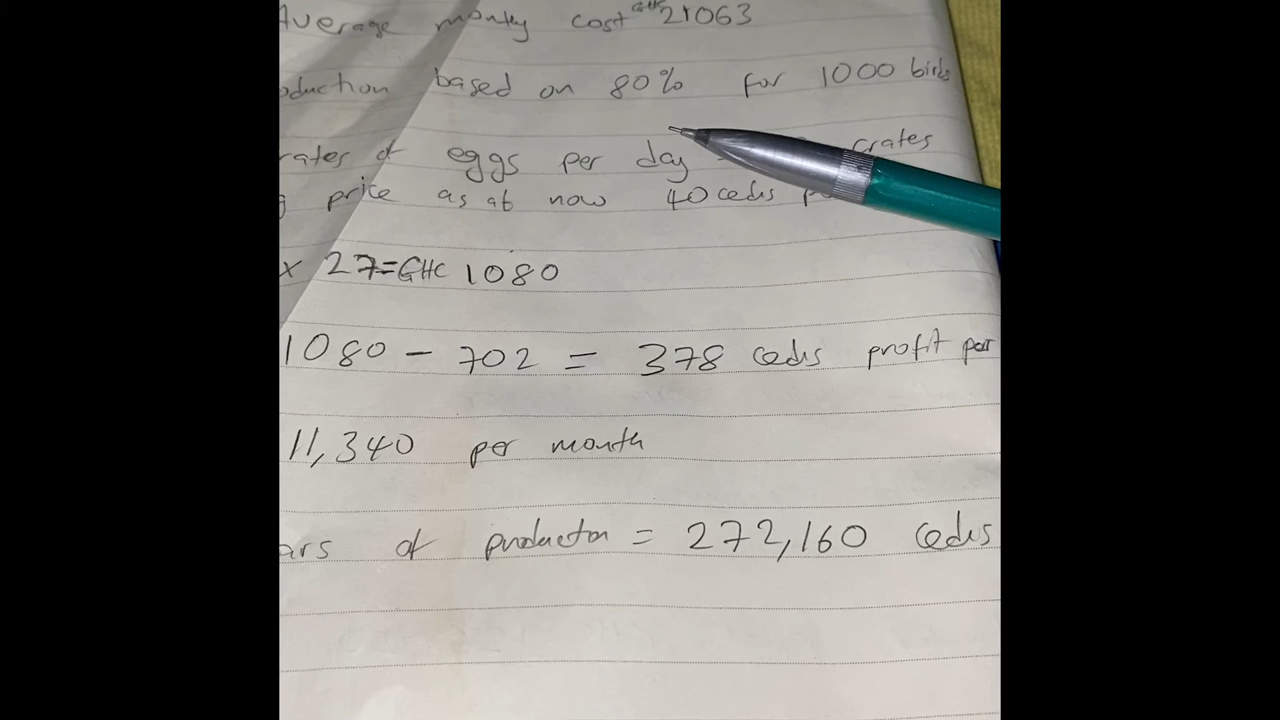 Average montly cost GHS 21063
oduction based on 80% for 1000 birds
rates of eggs per day = crates
g price as at now 40 cedis p
x 27=GHC 1080
1080 - 702 = 378 cedis profit per
11,340 per month
ars of production = 272,160 cedis